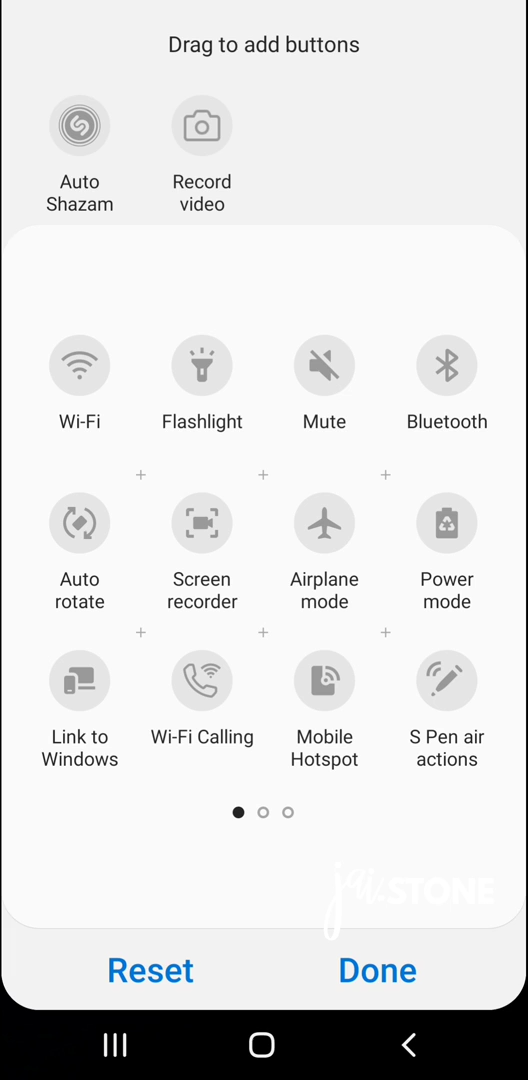 Drag to add buttons
Auto Shazam
Record video
Wi-Fi
Flashlight
Mute
Bluetooth
Auto rotate
Screen recorder
Airplane mode
Power mode
Link to Windows
Wi-Fi Calling
Mobile Hotspot
S Pen air actions
STONE
Reset
Done